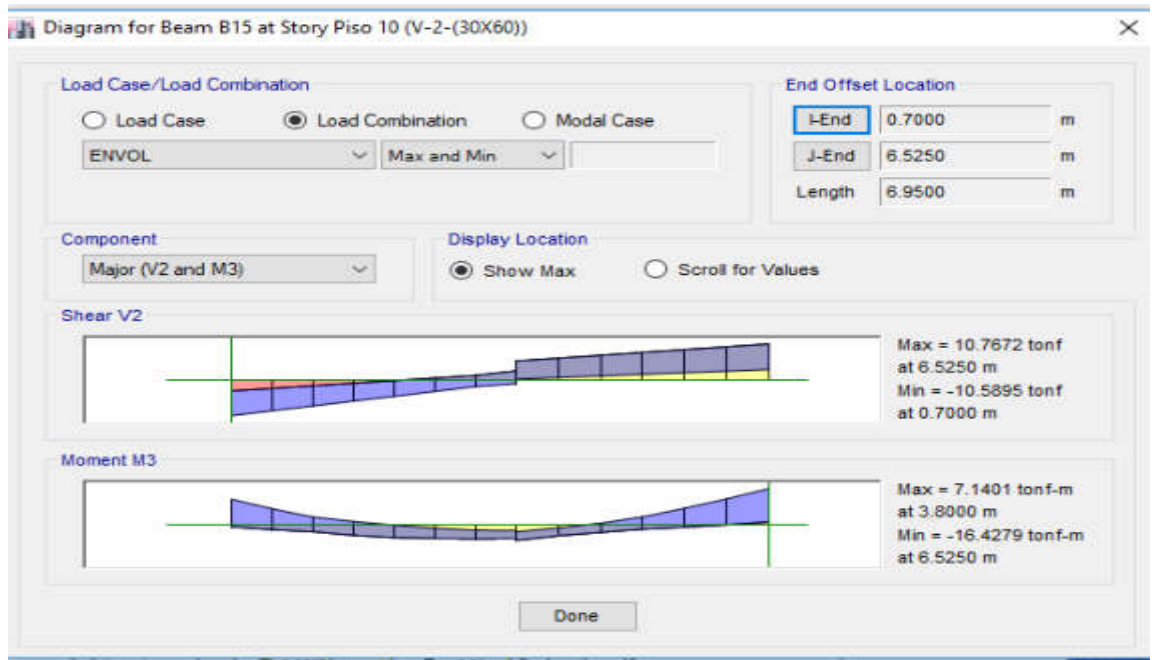 Diagram for Beam B15 at Story Piso 10 (V-2-(30X60))
Load Case/Load Combination
Load Case
Load Combination
Modal Case
ENVOL
Max and Min
End Offset Location
I-End 0.7000 m
J-End 6.5250 m
Length 6.9500 m
Component
Major (V2 and M3)
Display Location
Show Max
Scroll for Values
Shear V2
Max = 10.7672 tonf
at 6.5250 m
Min = -10.5895 tonf
at 0.7000 m
Moment M3
Max = 7.1401 tonf-m
at 3.8000 m
Min = -16.4279 tonf-m
at 6.5250 m
Done